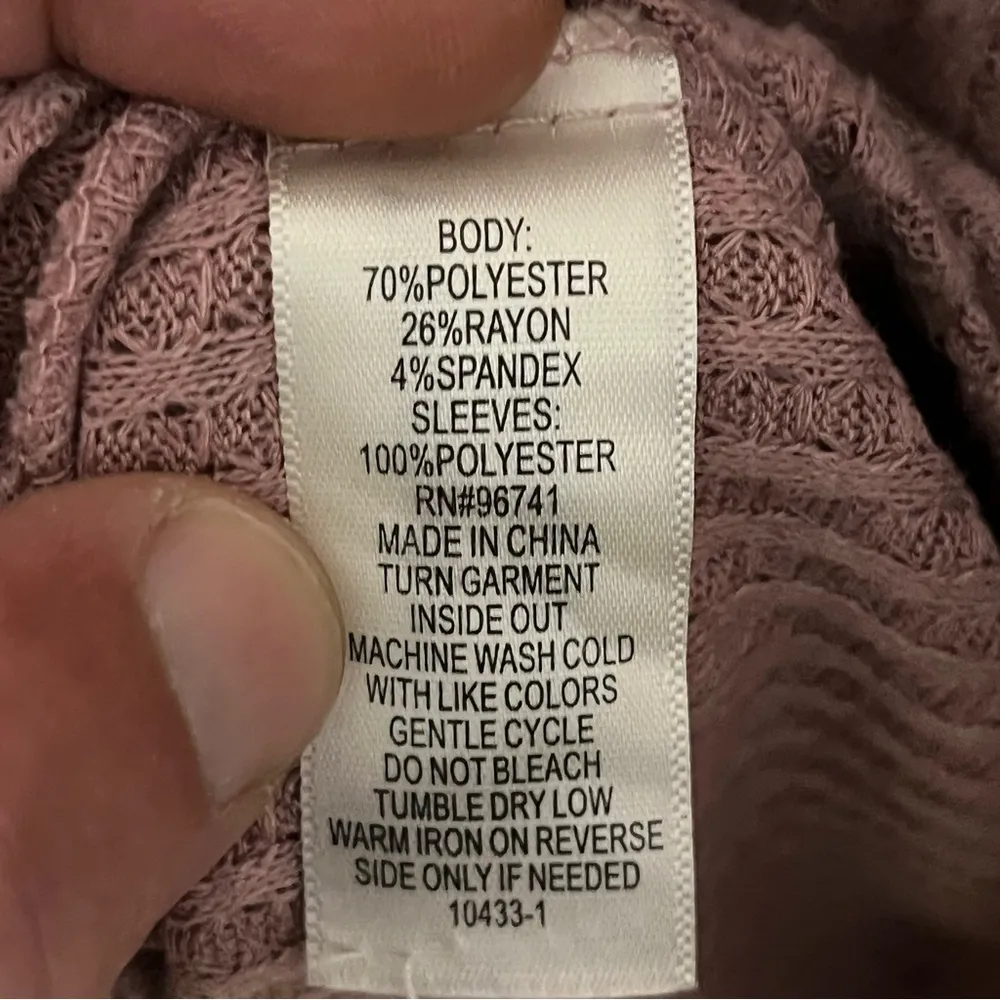 BODY:
70%POLYESTER
26%RAYON
4%SPANDEX
SLEEVES:
100%POLYESTER
RN#96741
MADE IN CHINA
TURN GARMENT
INSIDE OUT
MACHINE WASH COLD
WITH LIKE COLORS
GENTLE CYCLE
DO NOT BLEACH
TUMBLE DRY LOW
WARM IRON ON REVERSE
SIDE ONLY IF NEEDED
10433-1